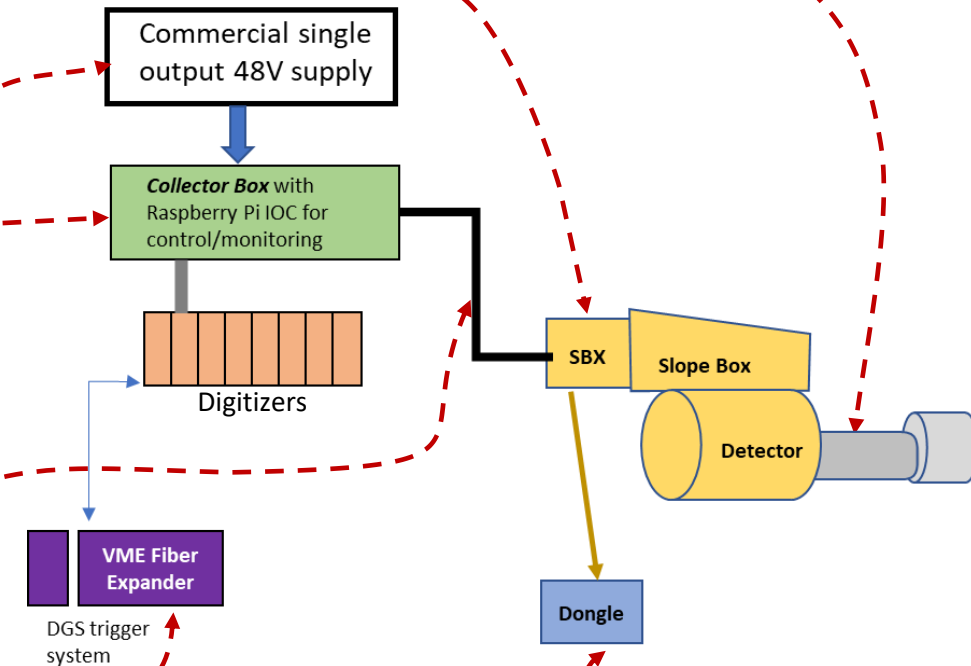 Commercial single
output 48V supply
Collector Box with
Raspberry Pi IOC for
control/monitoring
Digitizers
SBX
Slope Box
Detector
VME Fiber
Expander
Dongle
DGS trigger
system